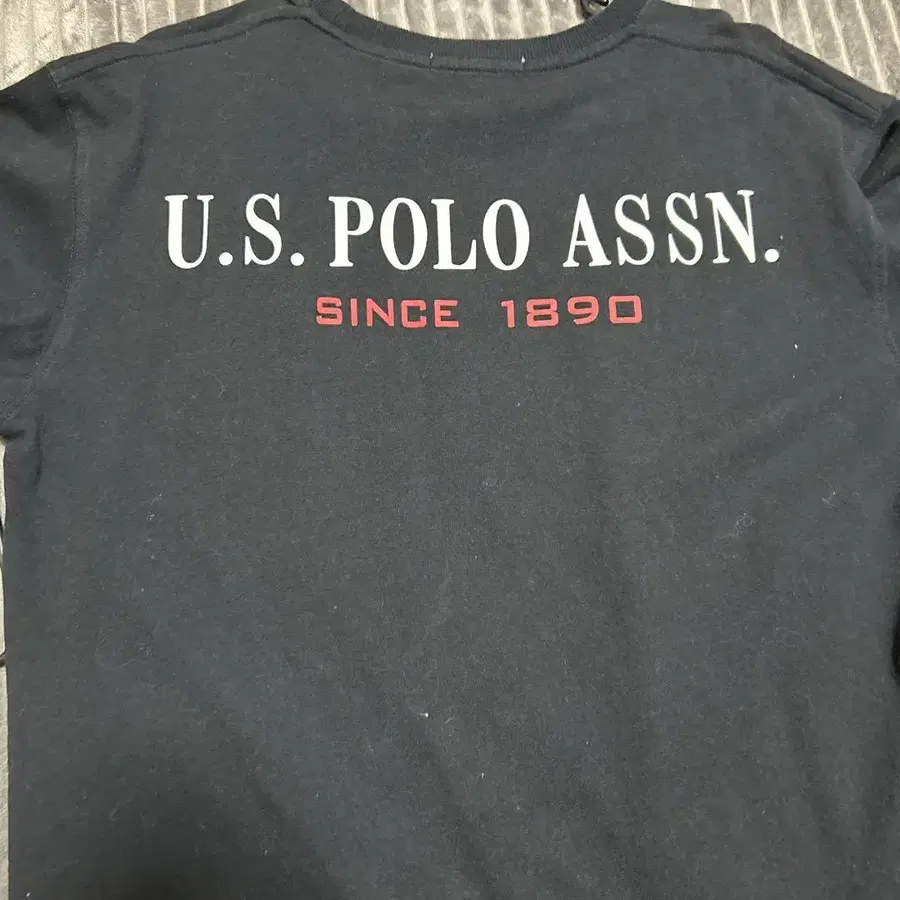 U.S. POLO ASSN.
SINCE 1890